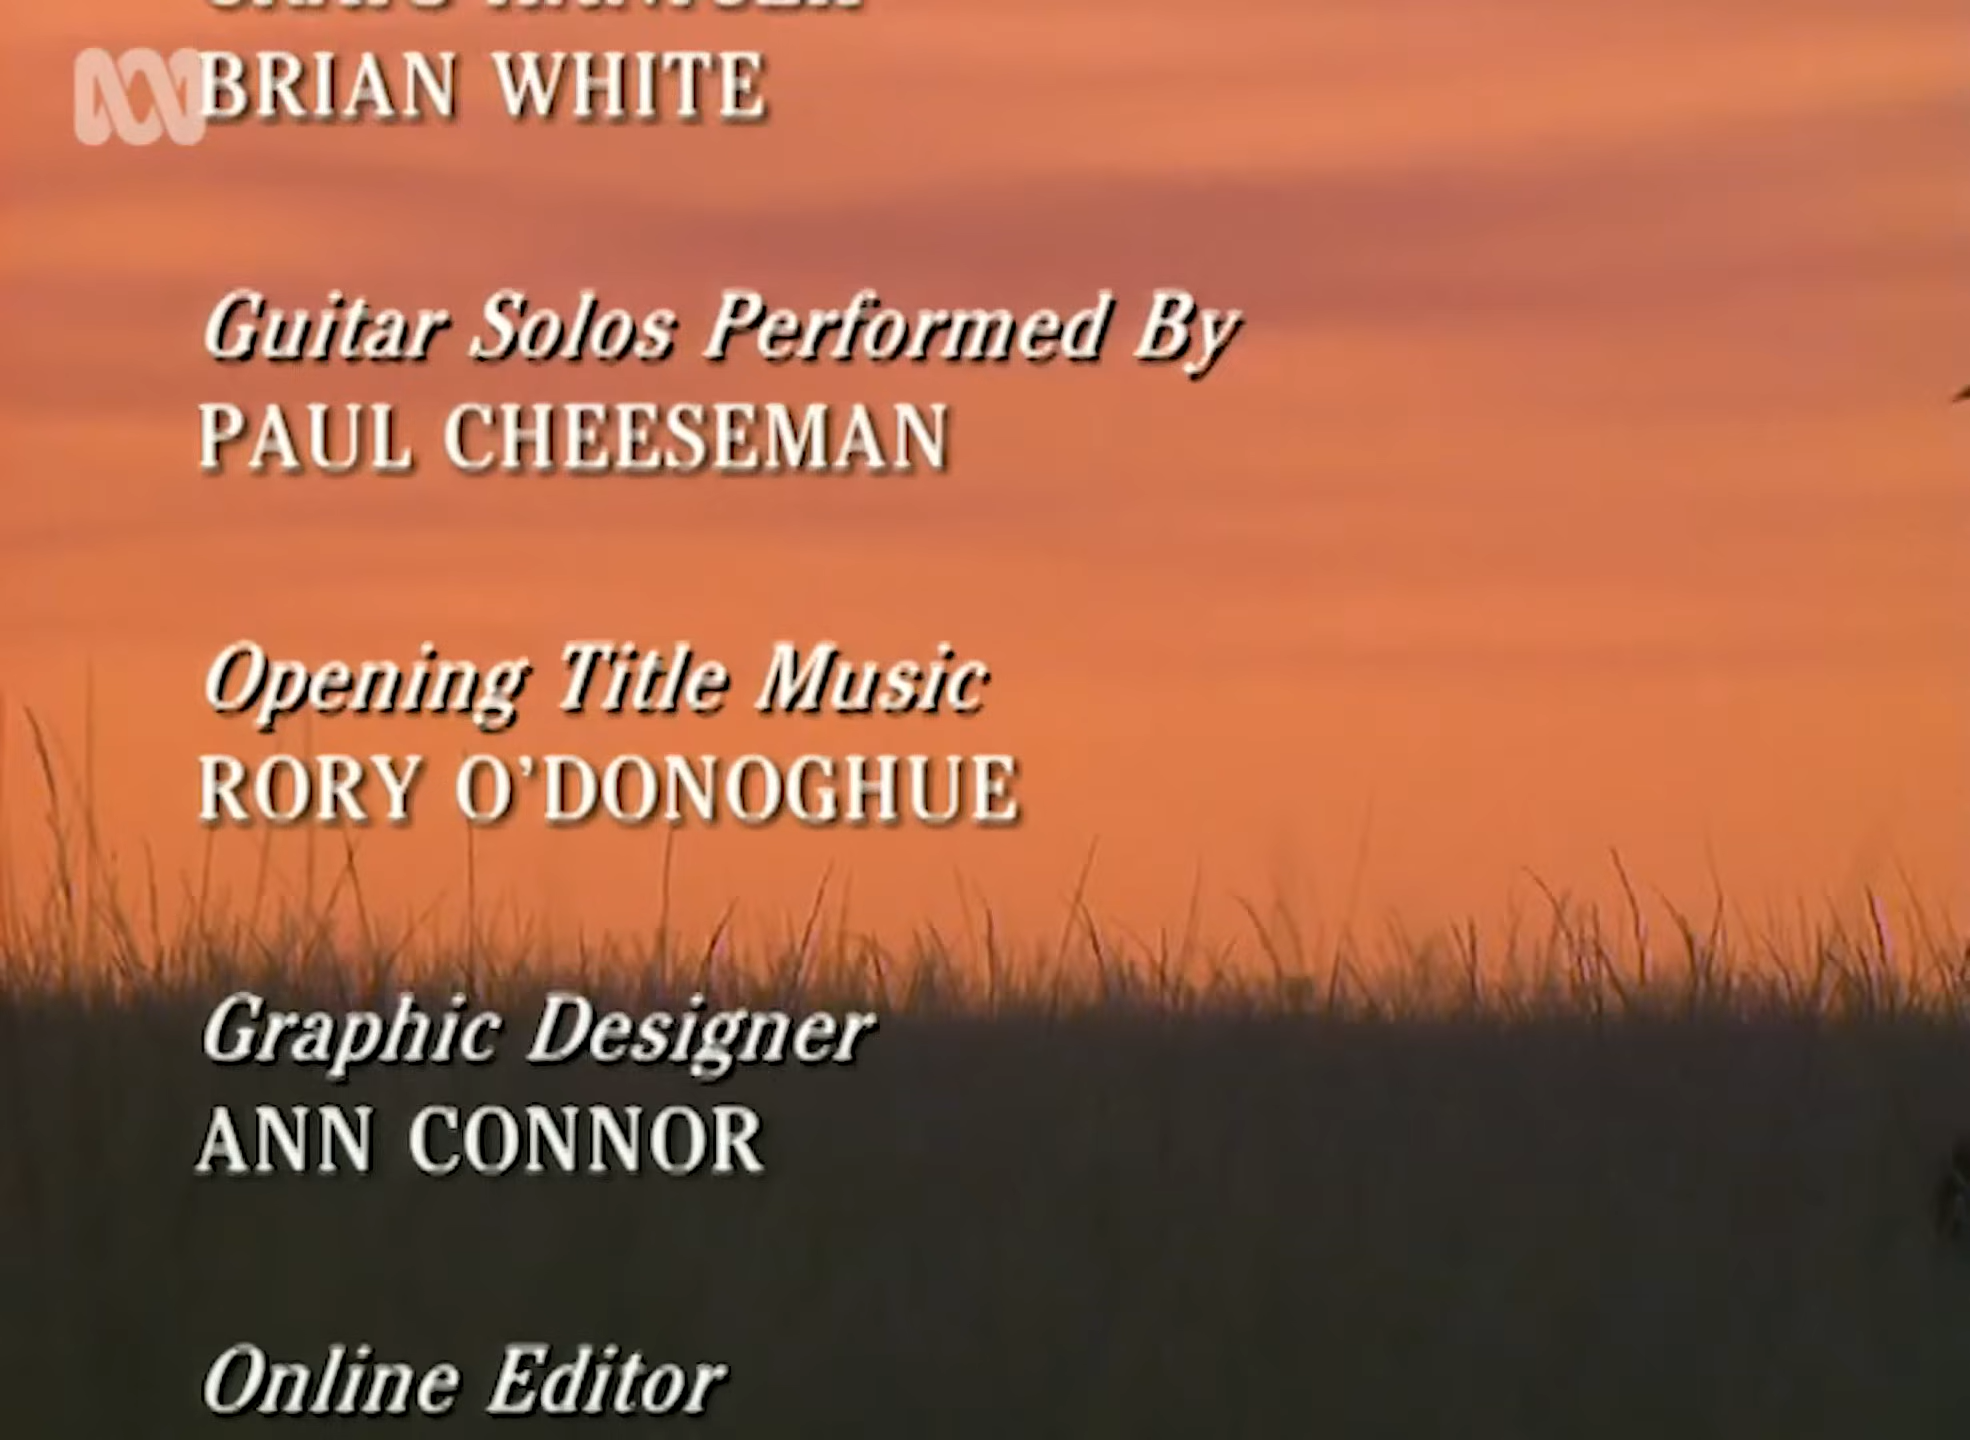 BRIAN WHITE
Guitar Solos Performed By
PAUL CHEESEMAN
Opening Title Music
RORY O'DONOGHUE
Graphic Designer
ANN CONNOR
Online Editor